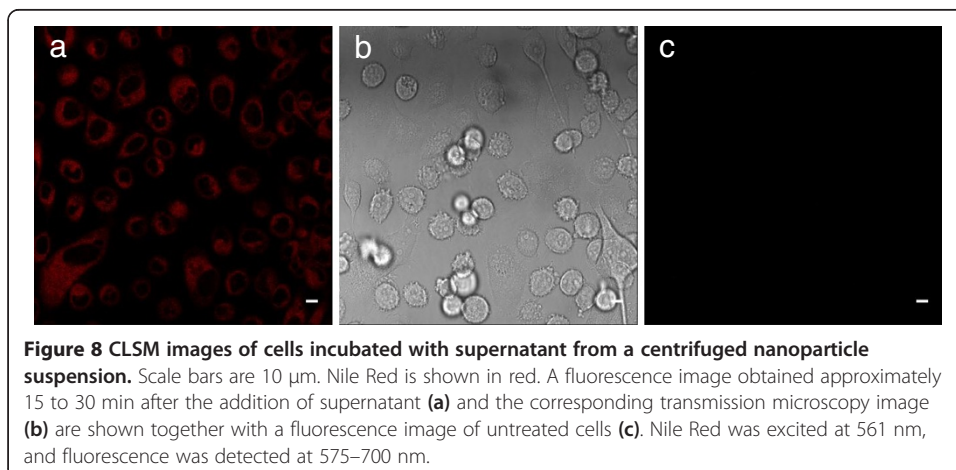 a b c
Figure 8 CLSM images of cells incubated with supernatant from a centrifuged nanoparticle
suspension. Scale bars are 10 µm. Nile Red is shown in red. A fluorescence image obtained approximately
15 to 30 min after the addition of supernatant (a) and the corresponding transmission microscopy image
(b) are shown together with a fluorescence image of untreated cells (c). Nile Red was excited at 561 nm,
and fluorescence was detected at 575–700 nm.